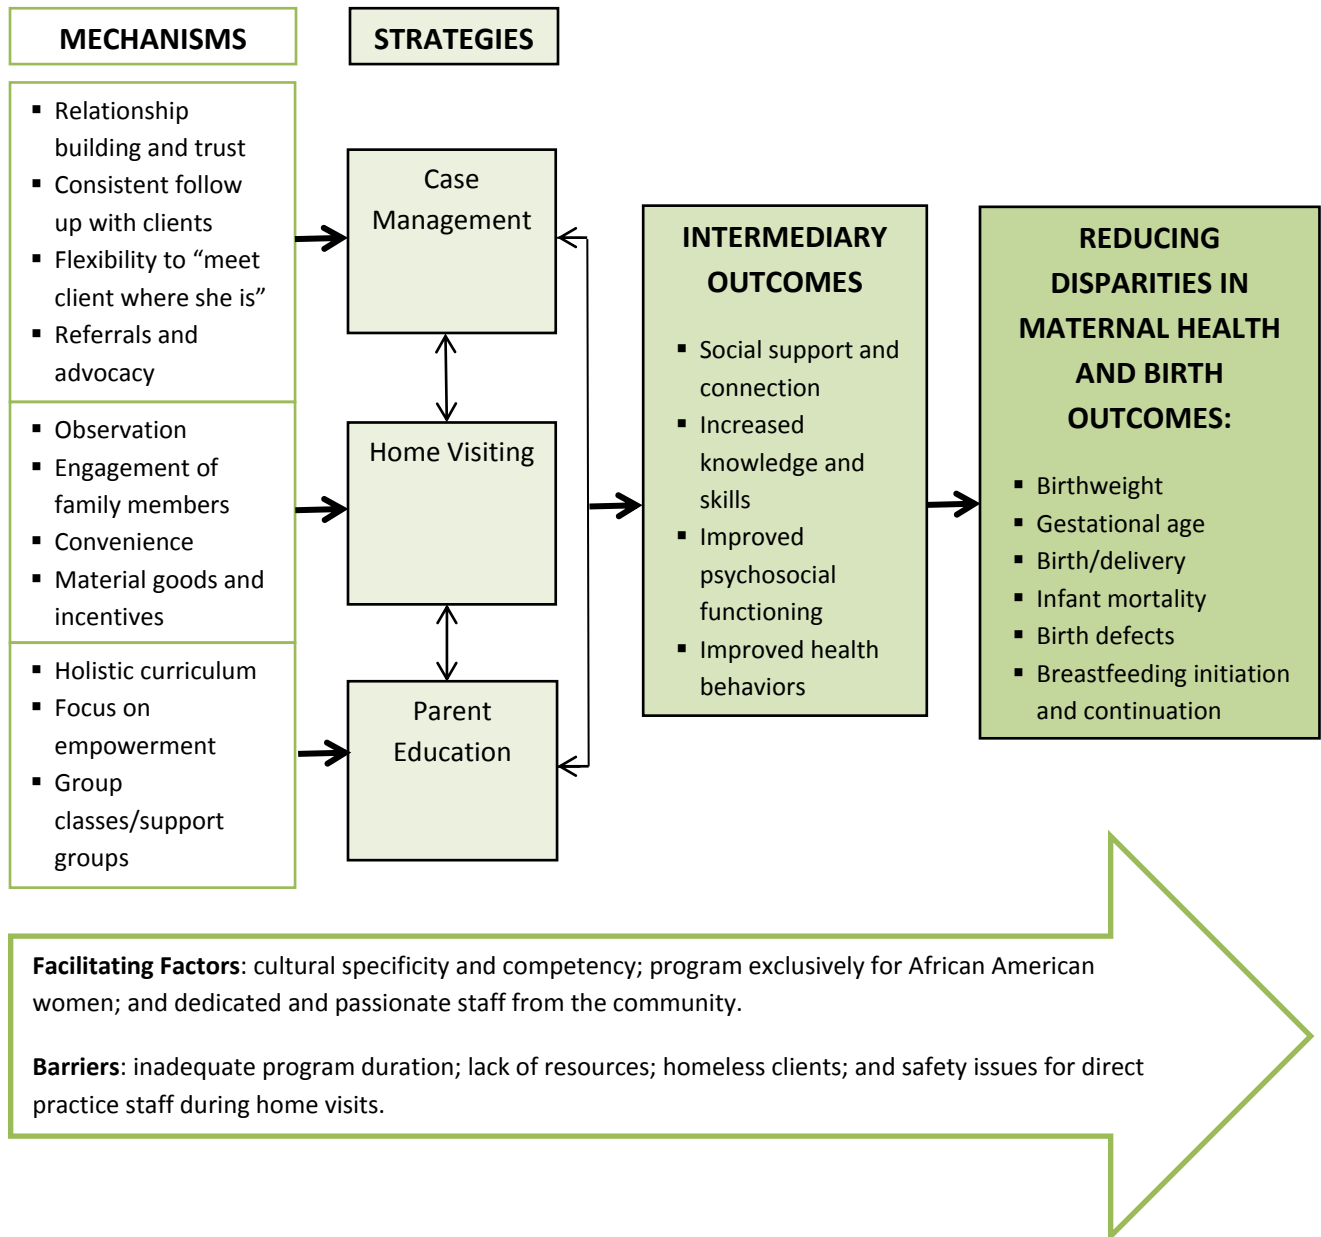 MECHANISMS
STRATEGIES
▪ Relationship
building and trust
▪ Consistent follow
up with clients
▪ Flexibility to “meet
client where she is”
▪ Referrals and
advocacy
▪ Observation
▪ Engagement of
family members
▪ Convenience
▪ Material goods and
incentives
▪ Holistic curriculum
▪ Focus on
empowerment
▪ Group
classes/support
groups
Case
Management
Home Visiting
Parent
Education
INTERMEDIARY
OUTCOMES
▪ Social support and
connection
▪ Increased
knowledge and
skills
▪ Improved
psychosocial
functioning
▪ Improved health
behaviors
REDUCING
DISPARITIES IN
MATERNAL HEALTH
AND BIRTH
OUTCOMES:
▪ Birthweight
▪ Gestational age
▪ Birth/delivery
▪ Infant mortality
▪ Birth defects
▪ Breastfeeding initiation
and continuation
Facilitating Factors: cultural specificity and competency; program exclusively for African American
women; and dedicated and passionate staff from the community.
Barriers: inadequate program duration; lack of resources; homeless clients; and safety issues for direct
practice staff during home visits.